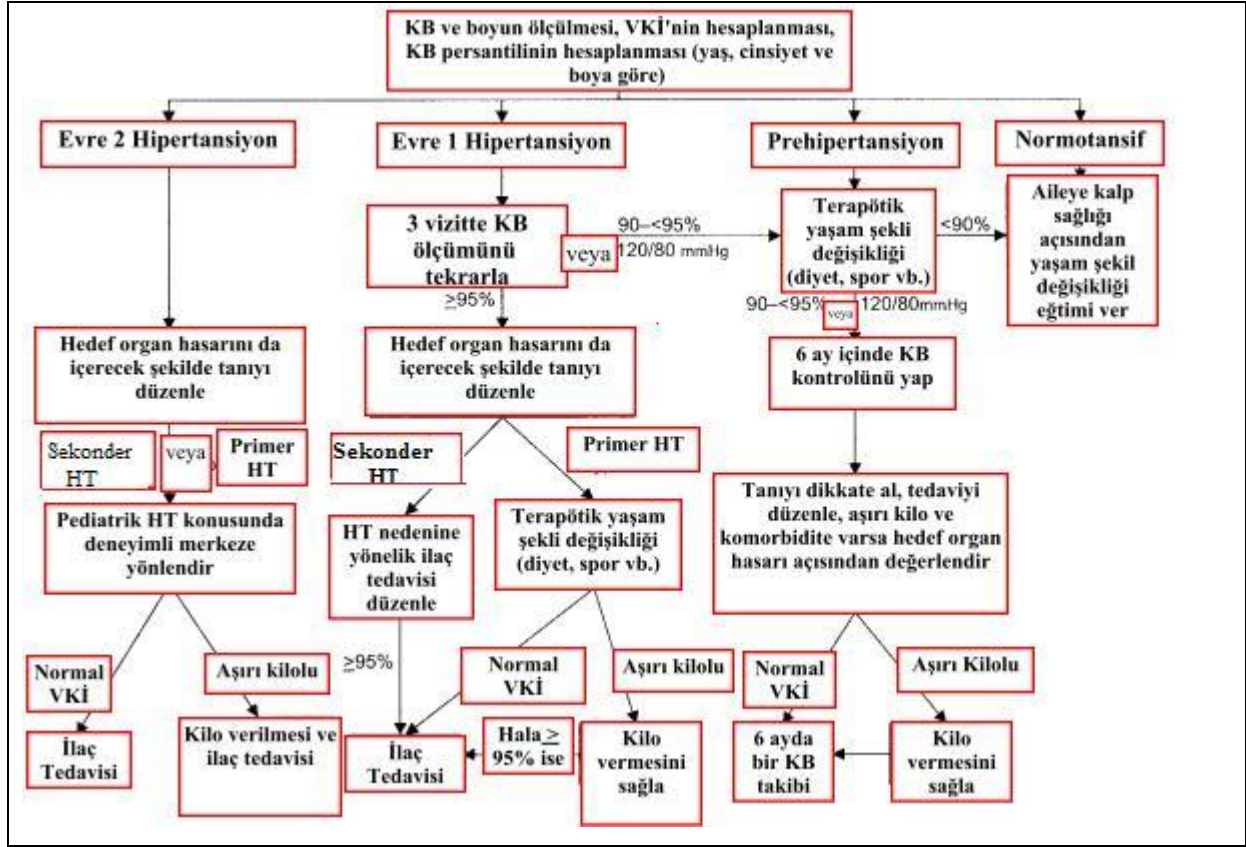 KB ve boyun ölçülmesi, VKİ'nin hesaplanması,
KB persantilinin hesaplanması (yaş, cinsiyet ve
boya göre)
Evre 2 Hipertansiyon
Evre 1 Hipertansiyon
Prehipertansiyon
Normotansif
3 vizitte KB
ölçümünü
tekrarla
90–<95%
veya
120/80 mmHg
Terapötik
yaşam şekli
değişikliği
(diyet, spor vb.)
<90%
Aileye kalp
sağlığı
açısından
yaşam şekil
değişikliği
eğtimi ver
≥95%
90–<95%
veya
120/80mmHg
Hedef organ hasarını da
içerecek şekilde tanıyı
düzenle
Hedef organ hasarını da
içerecek şekilde tanıyı
düzenle
6 ay içinde KB
kontrolünü yap
Sekonder
HT
veya
Primer
HT
Sekonder
HT
Primer HT
Pediatrik HT konusunda
deneyimli merkeze
yönlendir
HT nedenine
yönelik ilaç
tedavisi
düzenle
Terapötik yaşam
şekli değişikliği
(diyet, spor vb.)
Tanıyı dikkate al, tedaviyi
düzenle, aşırı kilo ve
komorbidite varsa hedef organ
hasarı açısından değerlendir
Normal
VKİ
Aşırı kilolu
≥95%
Normal
VKİ
Aşırı kilolu
Normal
VKİ
Aşırı Kilolu
İlaç
Tedavisi
Kilo verilmesi ve
ilaç tedavisi
İlaç
Tedavisi
Hala ≥
95% ise
Kilo
vermesini
sağla
6 ayda
bir KB
takibi
Kilo
vermesini
sağla